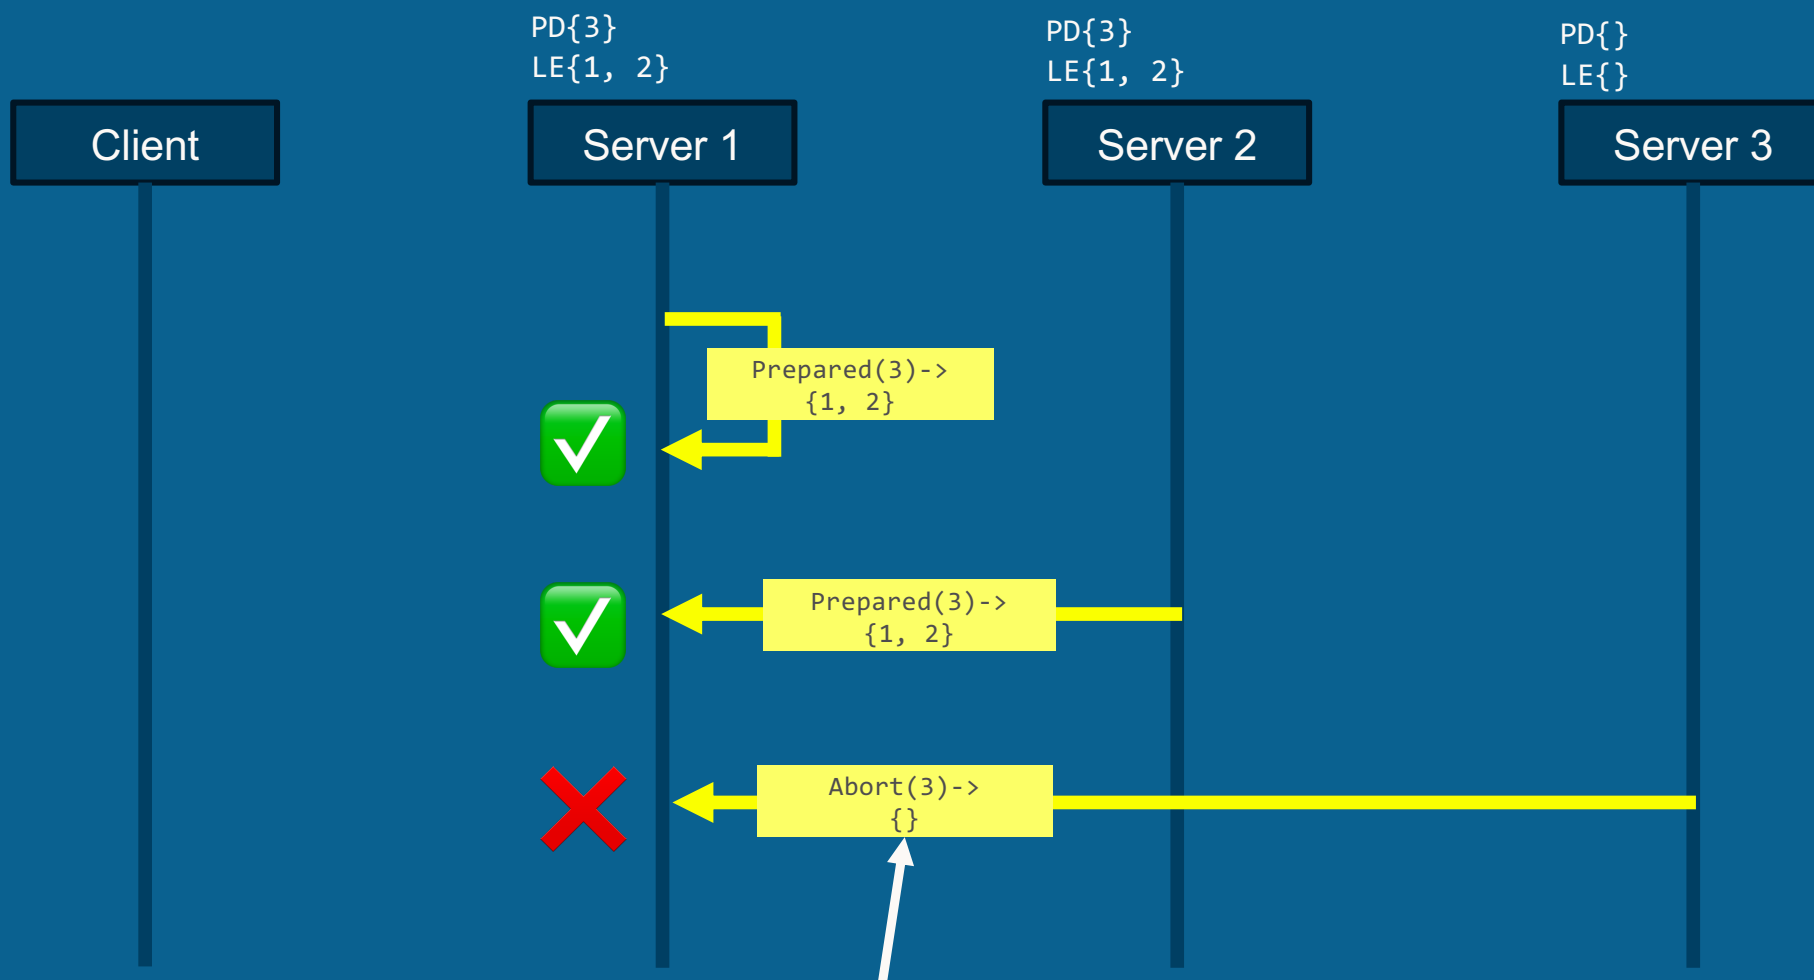 PD{3}
LE{1, 2}
PD{3}
LE{1, 2}
PD{}
LE{}
Client
Server 1
Server 2
Server 3
Prepared(3)->
{1, 2}
Prepared(3)->
{1, 2}
Abort(3)->
{}